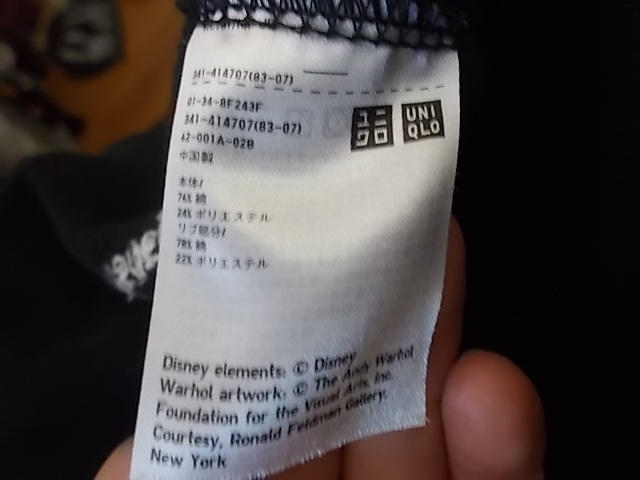 341-414707(83-07)
01-34-8F243F
341-414707(83-07)
62-001A-02B
中国製
ユニ
クロ
UNI
QLO
本体/
76% 綿
24% ポリエステル
リブ部分/
78% 綿
22% ポリエステル
Disney elements: © Disney
Warhol artwork: © The Andy Warhol
Foundation for the Visual Arts, Inc.
Courtesy, Ronald Feldman Gallery,
New York